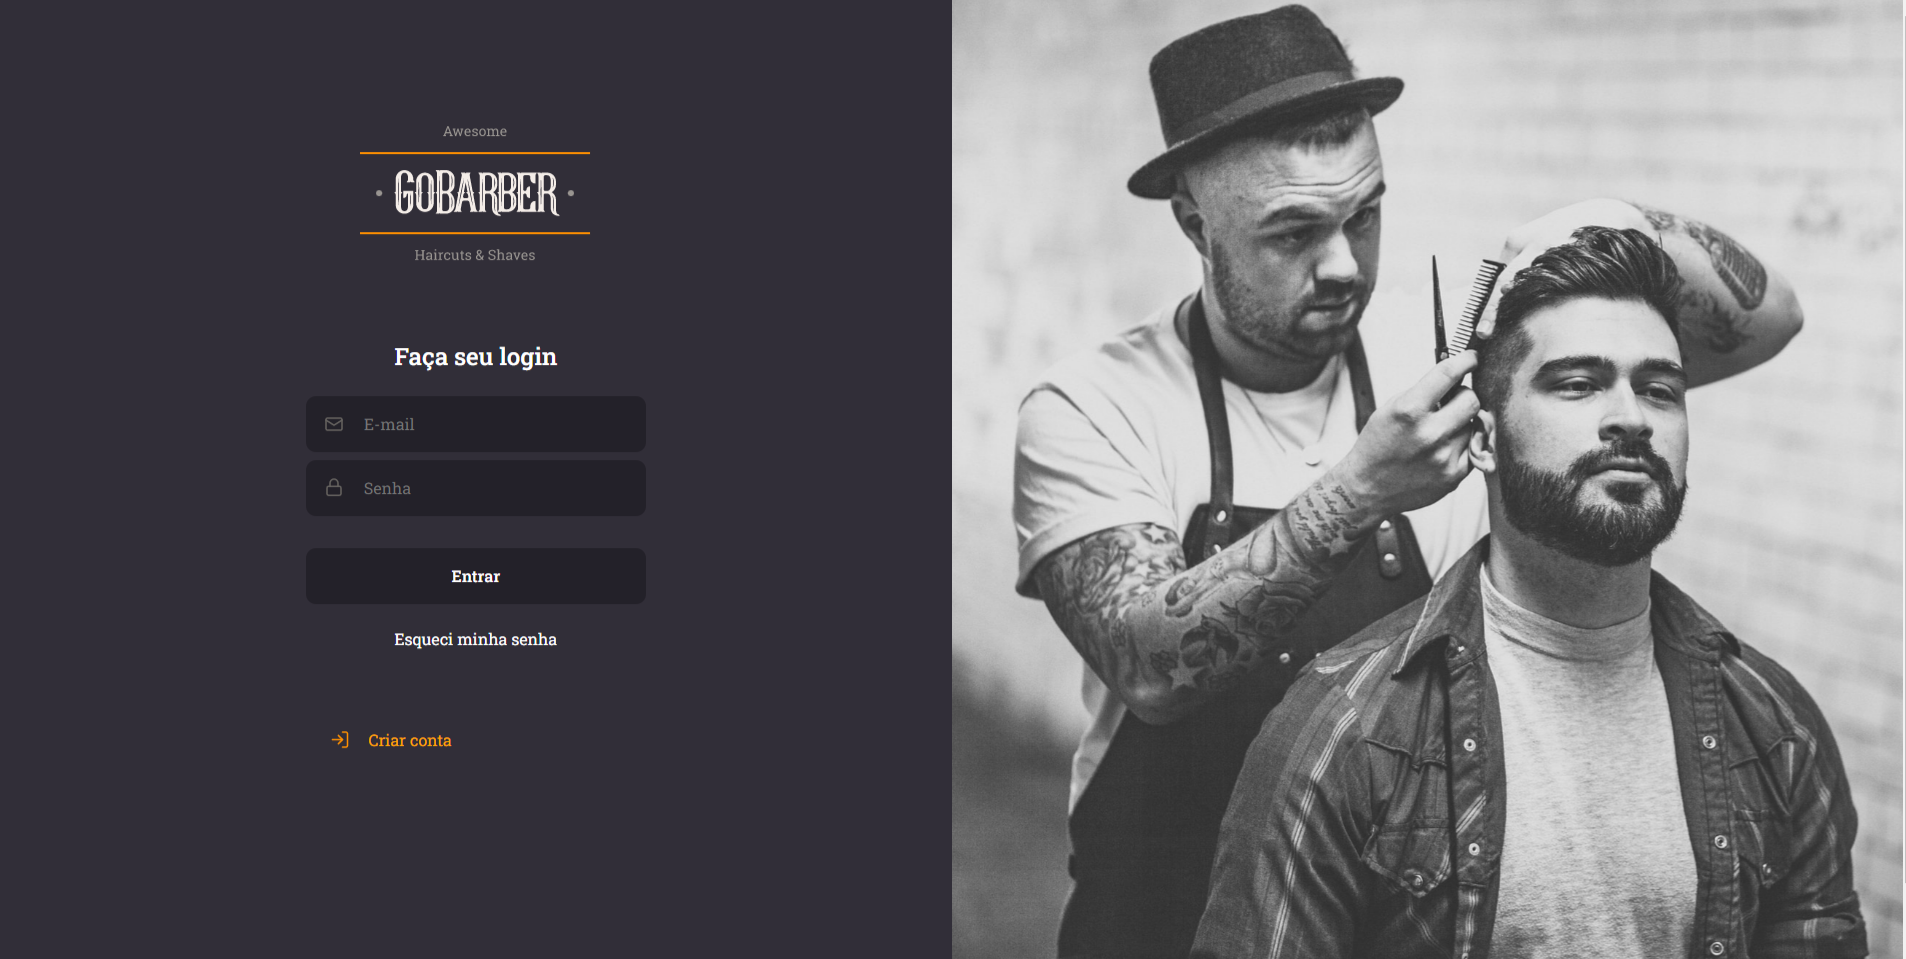 Awesome
GoBARBER
Haircuts & Shaves
Faça seu login
E-mail
Senha
Entrar
Esqueci minha senha
Criar conta